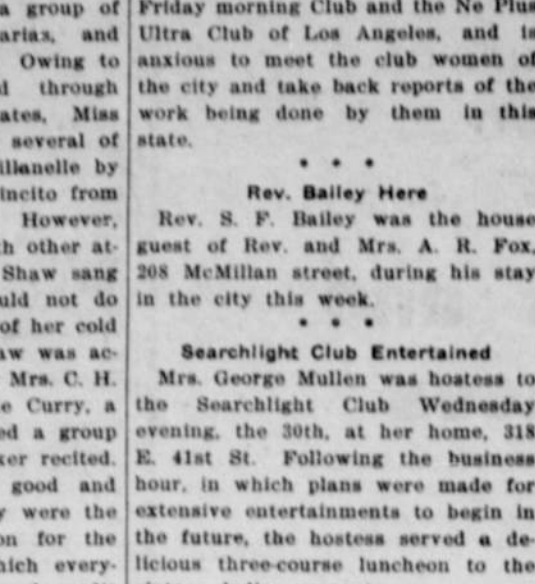 a group of
arias, and
Owing to
through
ates, Miss
several of
illanelle by
incito from
However,
h other at-
Shaw sang
uld not do
of her cold
aw was ac-
Mrs. C. H.
e Curry, a
ed a group
ker recited.
good and
y were the
on for the
hich every-
Friday morning Club and the Ne Plus
Ultra Club of Los Angeles, and is
anxious to meet the club women of
the city and take back reports of the
work being done by them in this
state.
* * *
Rev. Bailey Here
Rev. S. F. Bailey was the house
guest of Rev. and Mrs. A. R. Fox,
208 McMillan street, during his stay
in the city this week.
* * *
Searchlight Club Entertained
Mrs. George Mullen was hostess to
the Searchlight Club Wednesday
evening, the 30th, at her home, 318
E. 41st St. Following the business
hour, in which plans were made for
extensive entertainments to begin in
the future, the hostess served a de-
licious three-course luncheon to the